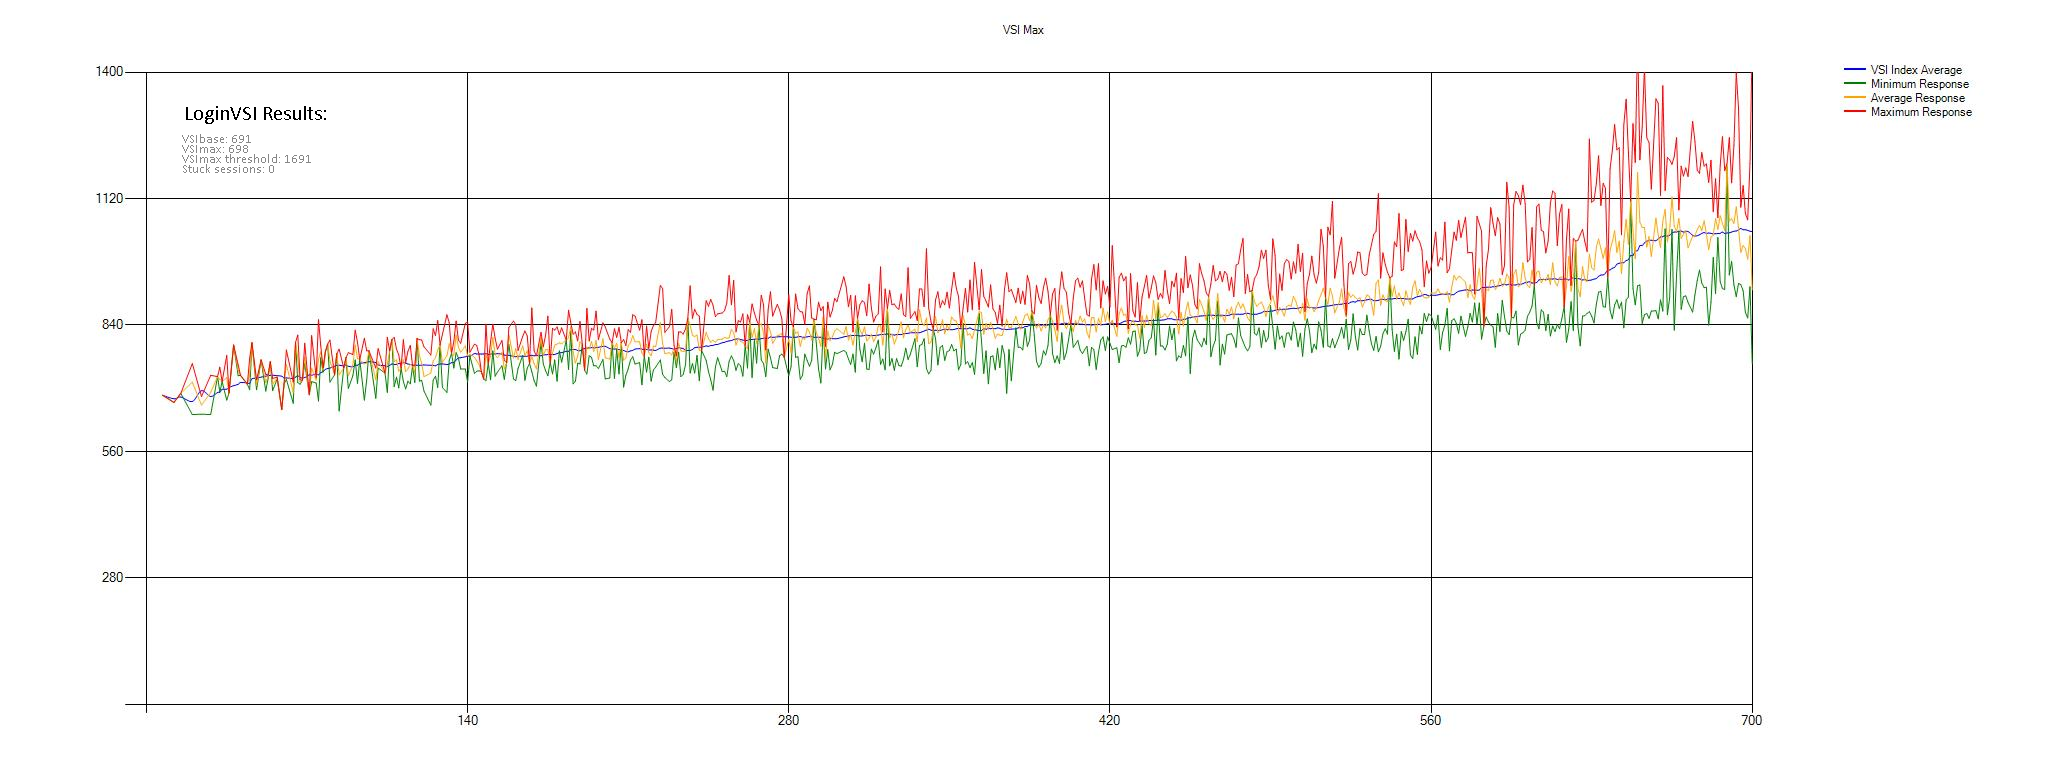 VSI Max
1400
1120
840
560
280
140
280
420
560
700
LoginVSI Results:
VSIbase: 691
VSImax: 698
VSImax threshold: 1691
Stuck sessions: 0
VSI Index Average
Minimum Response
Average Response
Maximum Response